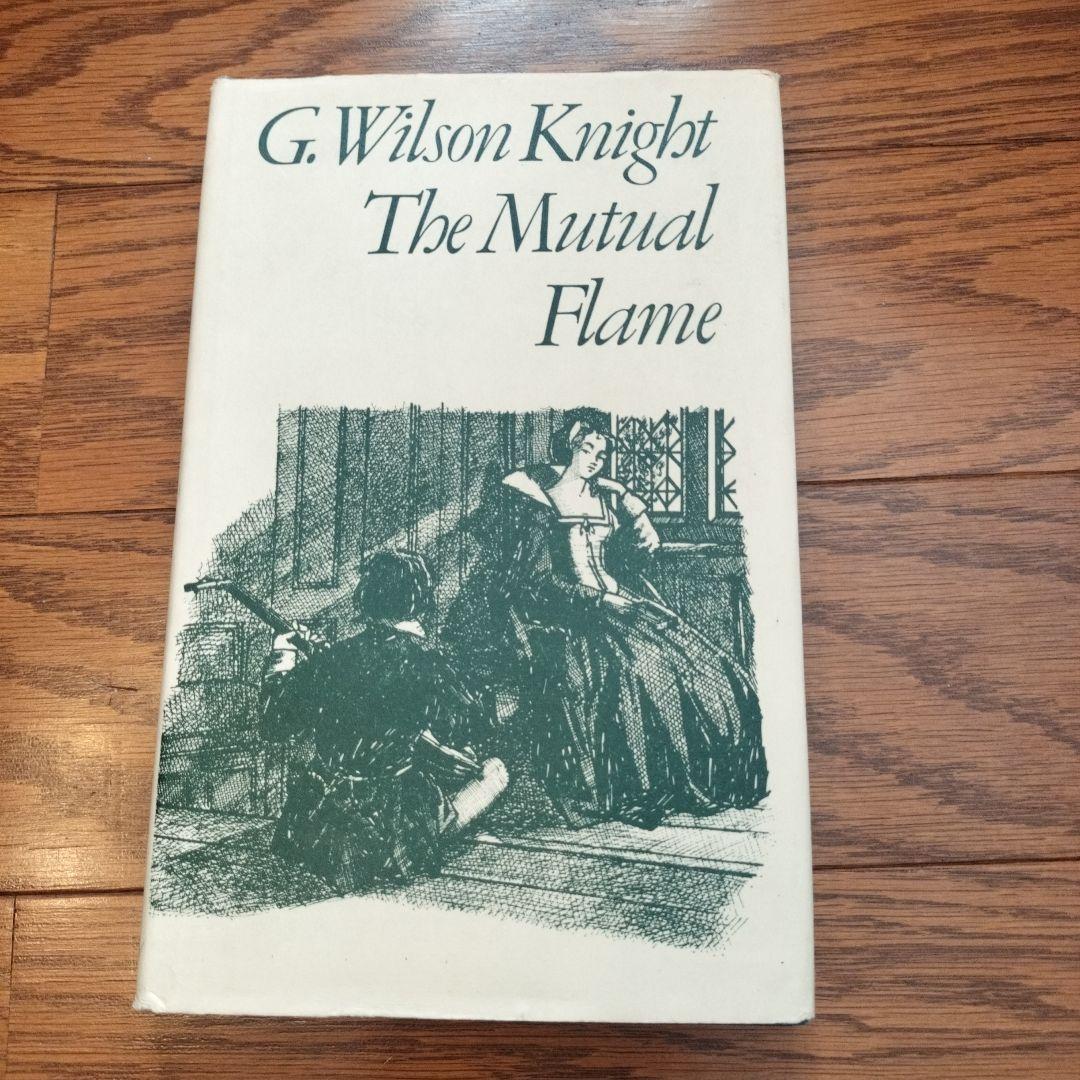 G. Wilson Knight
The Mutual
Flame